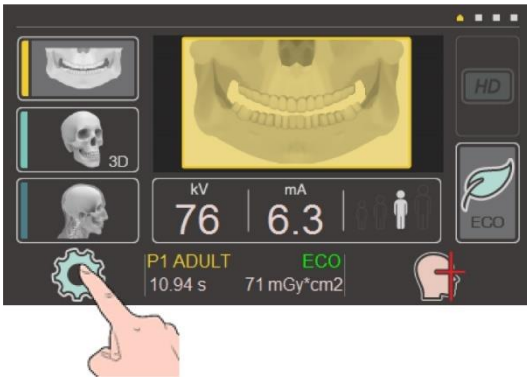 HD
3D
kV mA
76 6.3
ECO
P1 ADULT ECO
10.94 s 71 mGy*cm2